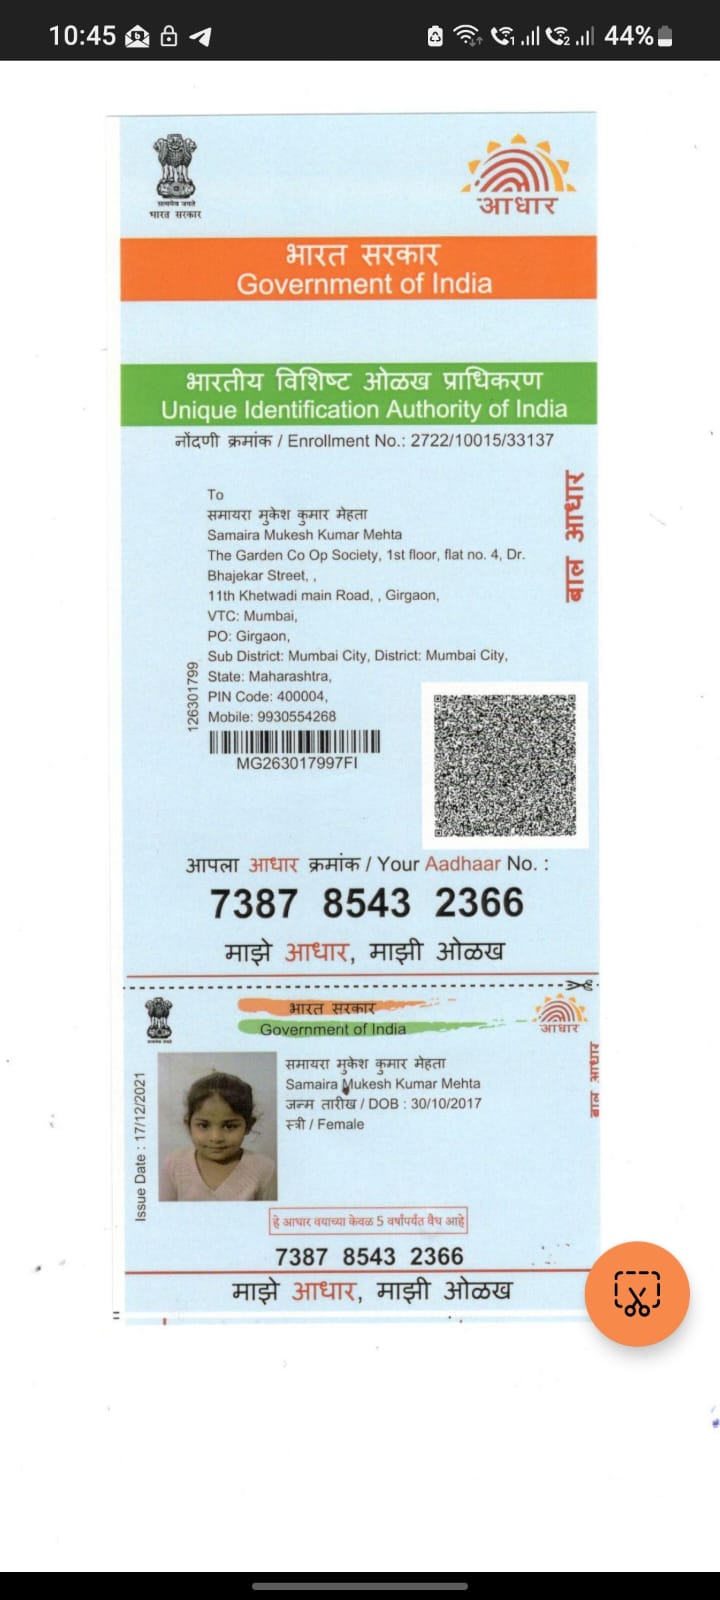 10:45
1 2 44%
सत्यमेव जयते
भारत सरकार
आधार
भारत सरकार
Government of India
भारतीय विशिष्ट ओळख प्राधिकरण
Unique Identification Authority of India
नोंदणी क्रमांक / Enrollment No.: 2722/10015/33137
To
समायरा मुकेश कुमार मेहता
Samaira Mukesh Kumar Mehta
The Garden Co Op Society, 1st floor, flat no. 4, Dr.
Bhajekar Street, ,
11th Khetwadi main Road, , Girgaon,
VTC: Mumbai,
PO: Girgaon,
Sub District: Mumbai City, District: Mumbai City,
State: Maharashtra,
PIN Code: 400004,
Mobile: 9930554268
126301799
MG263017997FI
बाल आधार
आपला आधार क्रमांक / Your Aadhaar No. :
7387 8543 2366
माझे आधार, माझी ओळख
भारत सरकार
Government of India
आधार
Issue Date : 17/12/2021
समायरा मुकेश कुमार मेहता
Samaira Mukesh Kumar Mehta
जन्म तारीख / DOB : 30/10/2017
स्त्री / Female
बाल आधार
हे आधार वयाच्या केवळ 5 वर्षांपर्यंत वैध आहे
7387 8543 2366
माझे आधार, माझी ओळख